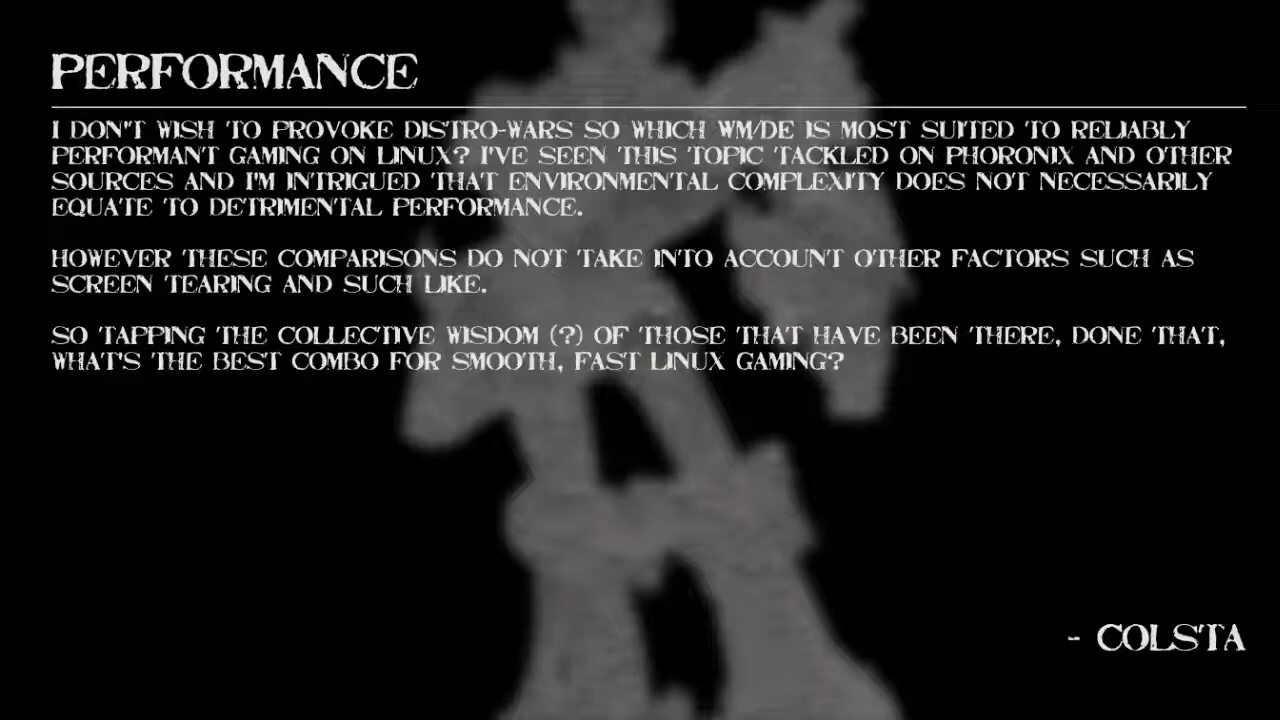 PERFORMANCE
I DON'T WISH TO PROVOKE DISTRO-WARS SO WHICH WM/DE IS MOST SUITED TO RELIABLY
PERFORMANT GAMING ON LINUX? I'VE SEEN THIS TOPIC TACKLED ON PHORONIX AND OTHER
SOURCES AND I'M INTRIGUED THAT ENVIRONMENTAL COMPLEXITY DOES NOT NECESSARILY
EQUATE TO DETRIMENTAL PERFORMANCE.
HOWEVER THESE COMPARISONS DO NOT TAKE INTO ACCOUNT OTHER FACTORS SUCH AS
SCREEN TEARING AND SUCH LIKE.
SO TAPPING THE COLLECTIVE WISDOM (?) OF THOSE THAT HAVE BEEN THERE, DONE THAT,
WHAT'S THE BEST COMBO FOR SMOOTH, FAST LINUX GAMING?
- COLSTA